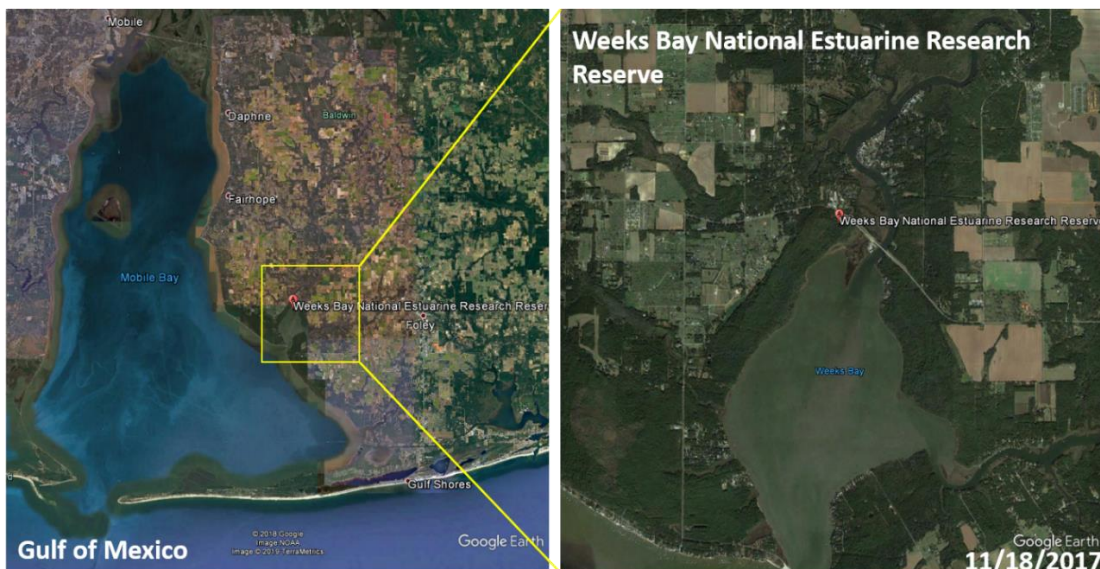 Mobile
Daphne
Baldwin
Fairhope
Mobile Bay
Weeks Bay National Estuarine Research Reser
Foley
Gulf Shores
© 2018 Google
Image NOAA
Image © 2019 TerraMetrics
Google Earth
Gulf of Mexico
Weeks Bay National Estuarine Research
Reserve
Weeks Bay National Estuarine Research Reserve
Weeks Bay
Google Earth
11/18/2017